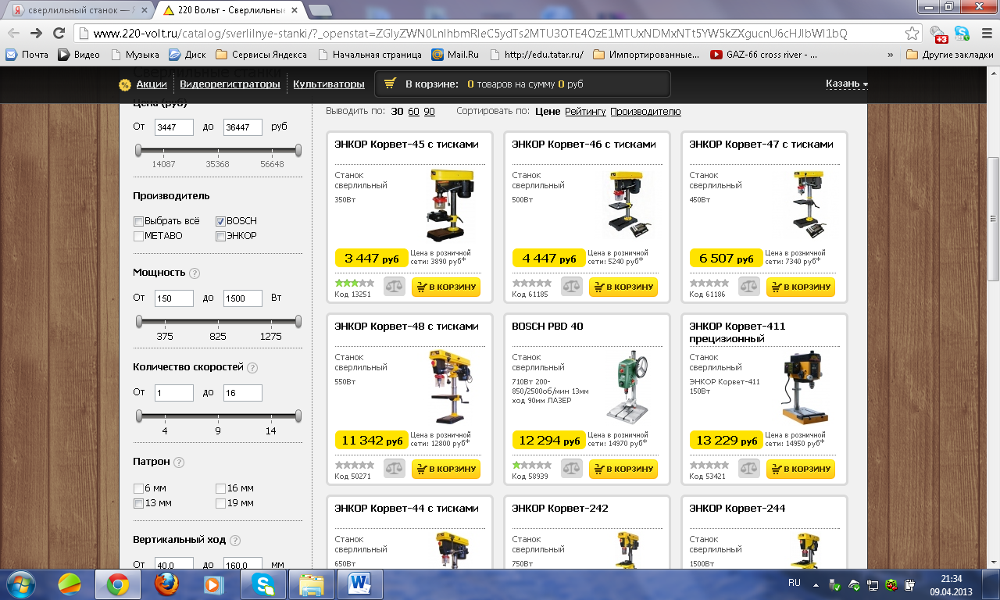 сверлильный станок — Я
220 Вольт - Сверлильные
www.220-volt.ru/catalog/sverlilnye-stanki/?_openstat=
+3
Почта
Видео
Музыка
Диск
Сервисы Яндекса
Начальная страница
Mail.Ru
http://edu.tatar.ru/
Импортированные...
GAZ-66 cross river - ...
»
Другие закладки
Сверлильные станки
Акции
Видеорегистраторы
Культиваторы
В корзине: 0 товаров на сумму 0 руб
Казань
Цена (руб)
От 3447 до 36447 руб
14087 35368 56648
Производитель
Выбрать всё BOSCH
METABO ЭНКОР
Мощность ?
От 150 до 1500 Вт
375 825 1275
Количество скоростей ?
От 1 до 16
4 9 14
Патрон ?
6 мм 16 мм
13 мм 19 мм
Вертикальный ход ?
От 40,0 до 160,0 мм
Выводить по: 30 60 90 Сортировать по: Цене Рейтингу Производителю
ЭНКОР Корвет-45 с тисками
Станок
сверлильный
350Вт
3 447 руб
Цена в розничной
сети: 3890 руб*
Код 13251
В КОРЗИНУ
ЭНКОР Корвет-46 с тисками
Станок
сверлильный
500Вт
4 447 руб
Цена в розничной
сети: 5240 руб*
Код 61185
В КОРЗИНУ
ЭНКОР Корвет-47 с тисками
Станок
сверлильный
450Вт
6 507 руб
Цена в розничной
сети: 7340 руб*
Код 61186
В КОРЗИНУ
ЭНКОР Корвет-48 с тисками
Станок
сверлильный
550Вт
11 342 руб
Цена в розничной
сети: 12800 руб*
Код 50271
В КОРЗИНУ
BOSCH PBD 40
Станок
сверлильный
710Вт 200-
850/2500об/мин 13мм
ход 90мм ЛАЗЕР
12 294 руб
Цена в розничной
сети: 14970 руб*
Код 58939
В КОРЗИНУ
ЭНКОР Корвет-411
прецизионный
Станок
сверлильный
ЭНКОР Корвет-411
150Вт
13 229 руб
Цена в розничной
сети: 14950 руб*
Код 53421
В КОРЗИНУ
ЭНКОР Корвет-44 с тисками
Станок
сверлильный
650Вт
ЭНКОР Корвет-242
Станок
сверлильный
750Вт
ЭНКОР Корвет-244
Станок
сверлильный
1500Вт
RU
21:34
09.04.2013